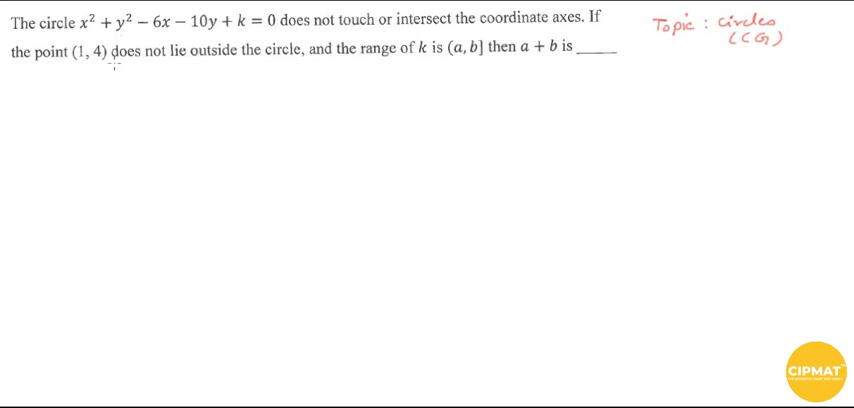 The circle x² + y² − 6x − 10y + k = 0 does not touch or intersect the coordinate axes. If
the point (1, 4) does not lie outside the circle, and the range of k is (a, b] then a + b is _____
Topic : Circles
(CG)
CIPMAT